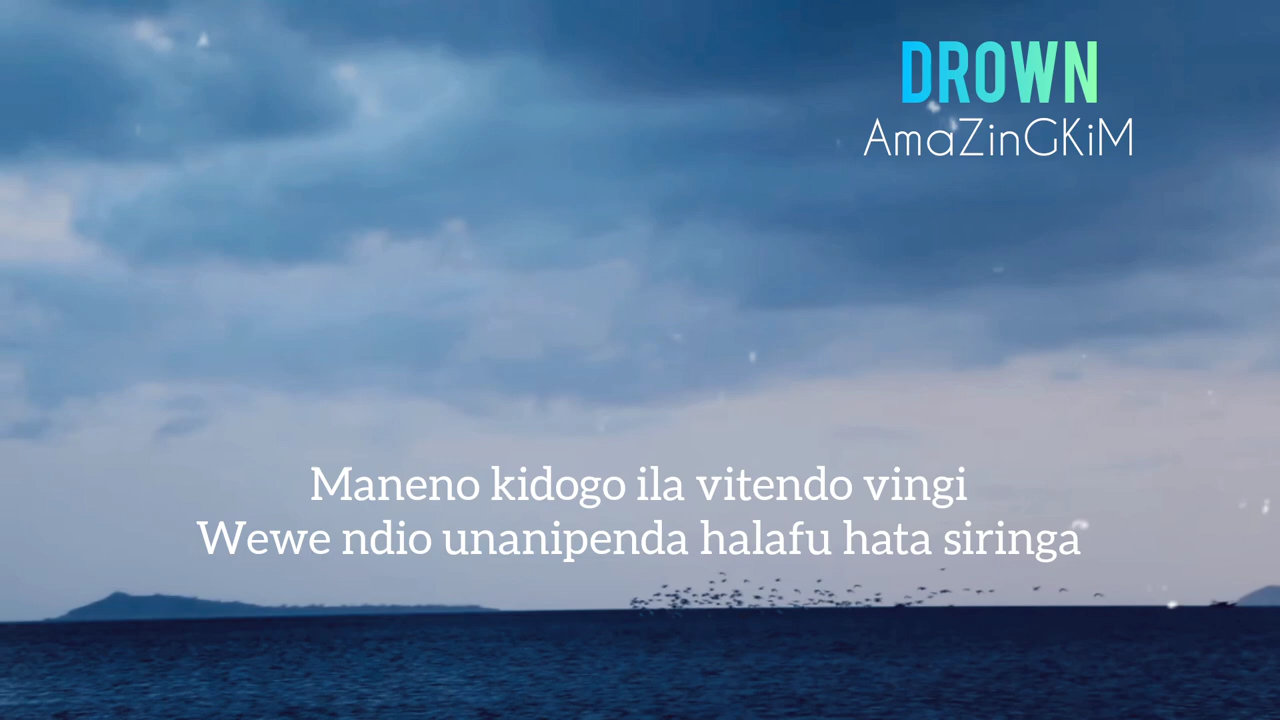 DROWN
AmaZinGKiM
Maneno kidogo ila vitendo vingi
Wewe ndio unanipenda halafu hata siringa